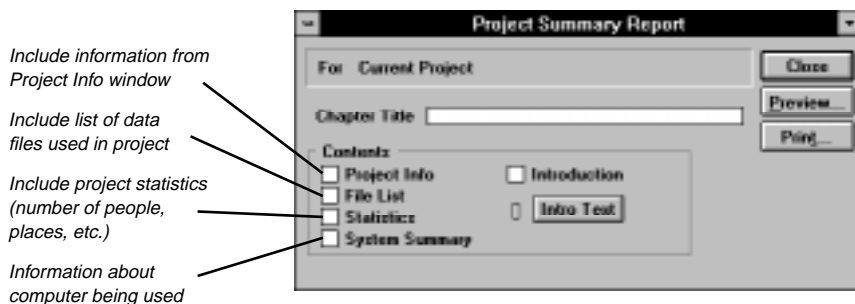 Project Summary Report
Include information from
Project Info window
Include list of data
files used in project
Include project statistics
(number of people,
places, etc.)
Information about
computer being used
For Current Project
Chapter Title
Contents
Project Info
File List
Statistics
System Summary
Introduction
Intro Text
Close
Preview...
Print...